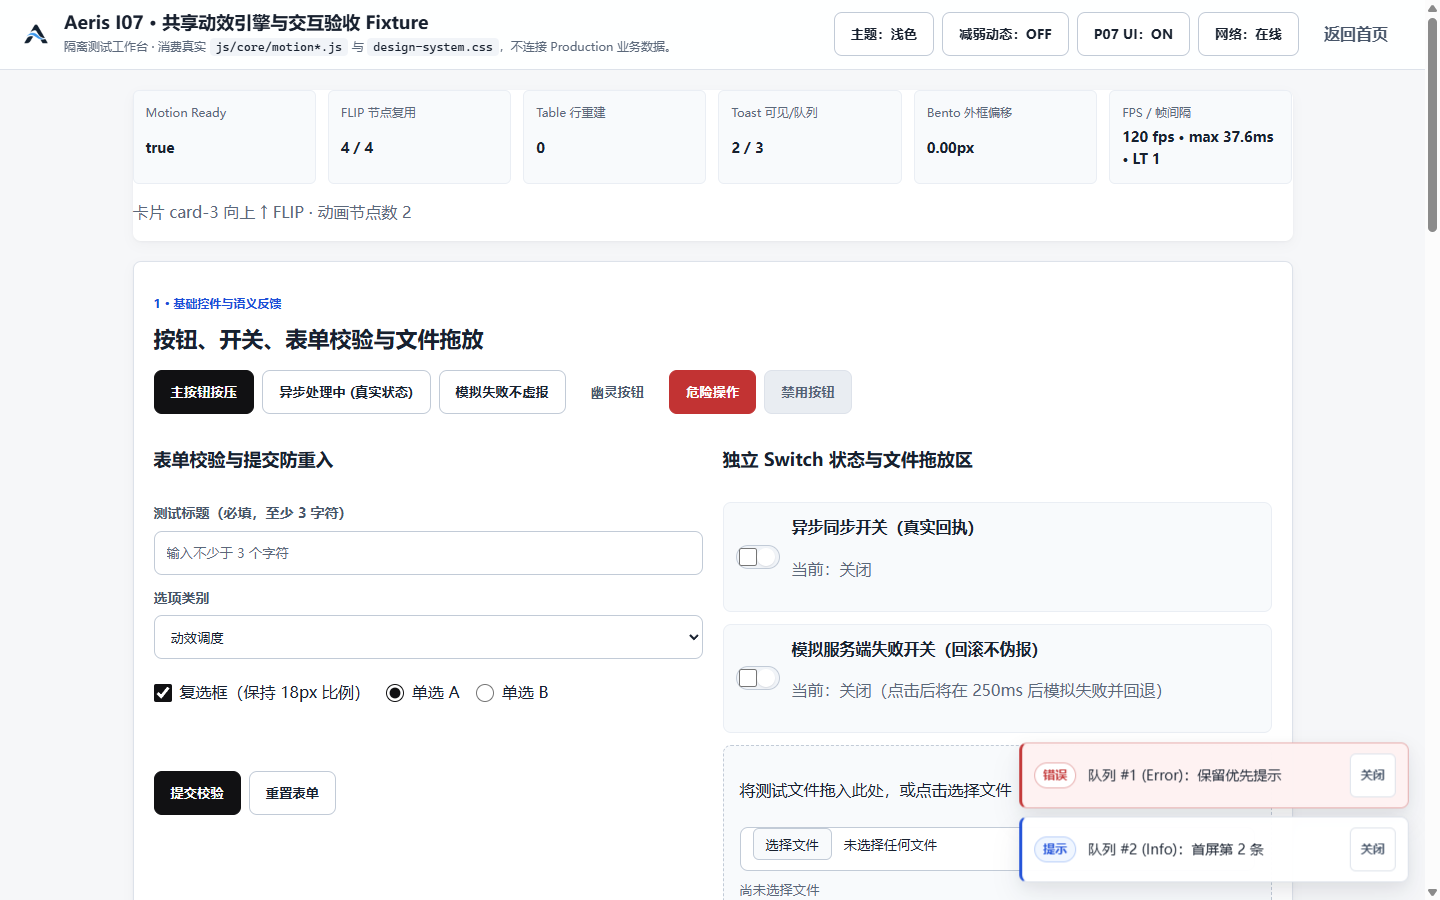 Aeris I07 • 共享动效引擎与交互验收 Fixture
隔离测试工作台 · 消费真实 js/core/motion*.js 与 design-system.css ，不连接 Production 业务数据。
主题：浅色
减弱动态：OFF
P07 UI：ON
网络：在线
返回首页
Motion Ready
true
FLIP 节点复用
4 / 4
Table 行重建
0
Toast 可见/队列
2 / 3
Bento 外框偏移
0.00px
FPS / 帧间隔
120 fps • max 37.6ms
• LT 1
卡片 card-3 向上 ↑ FLIP · 动画节点数 2
1 • 基础控件与语义反馈
按钮、开关、表单校验与文件拖放
主按钮按压
异步处理中 (真实状态)
模拟失败不虚报
幽灵按钮
危险操作
禁用按钮
表单校验与提交防重入
测试标题（必填，至少 3 字符）
输入不少于 3 个字符
选项类别
动效调度
复选框（保持 18px 比例）
单选 A
单选 B
提交校验
重置表单
独立 Switch 状态与文件拖放区
异步同步开关（真实回执）
当前：关闭
模拟服务端失败开关（回滚不伪报）
当前：关闭（点击后将在 250ms 后模拟失败并回退）
将测试文件拖入此处，或点击选择文件
选择文件 未选择任何文件
尚未选择文件
错误 队列 #1 (Error)：保留优先提示 关闭
提示 队列 #2 (Info)：首屏第 2 条 关闭